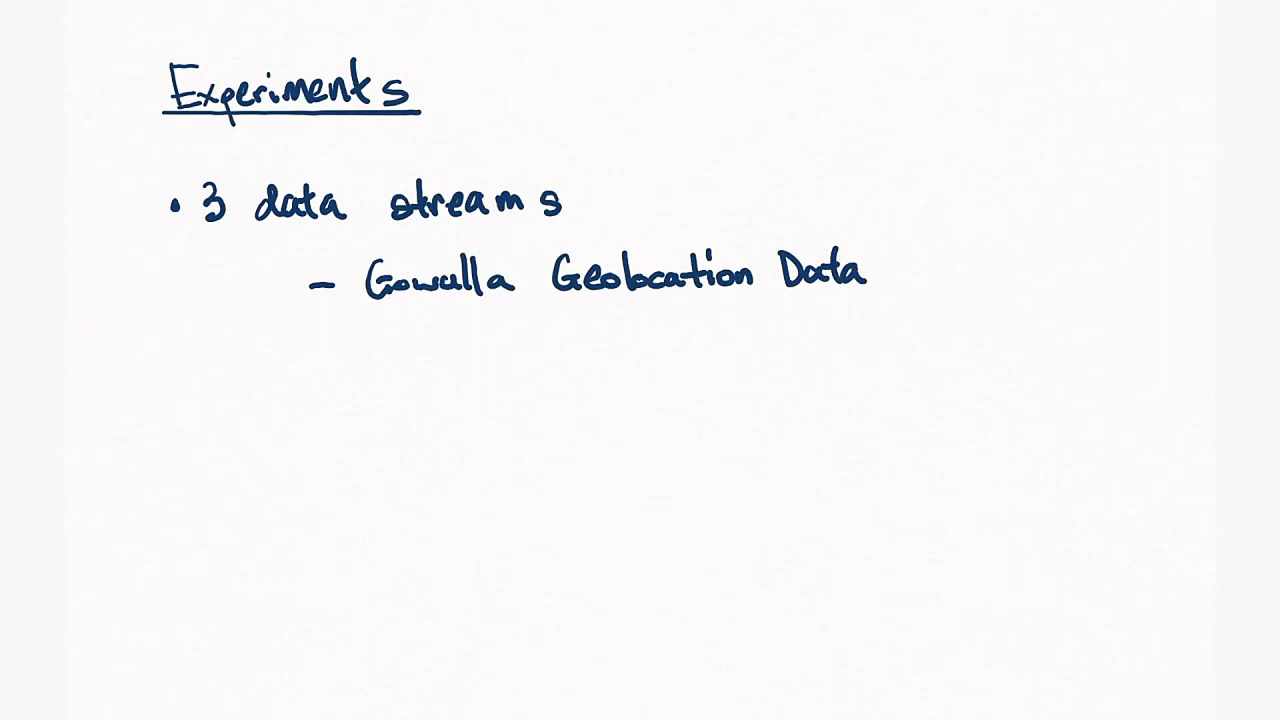 Experiments
• 3 data streams
– Gowalla Geolocation Data